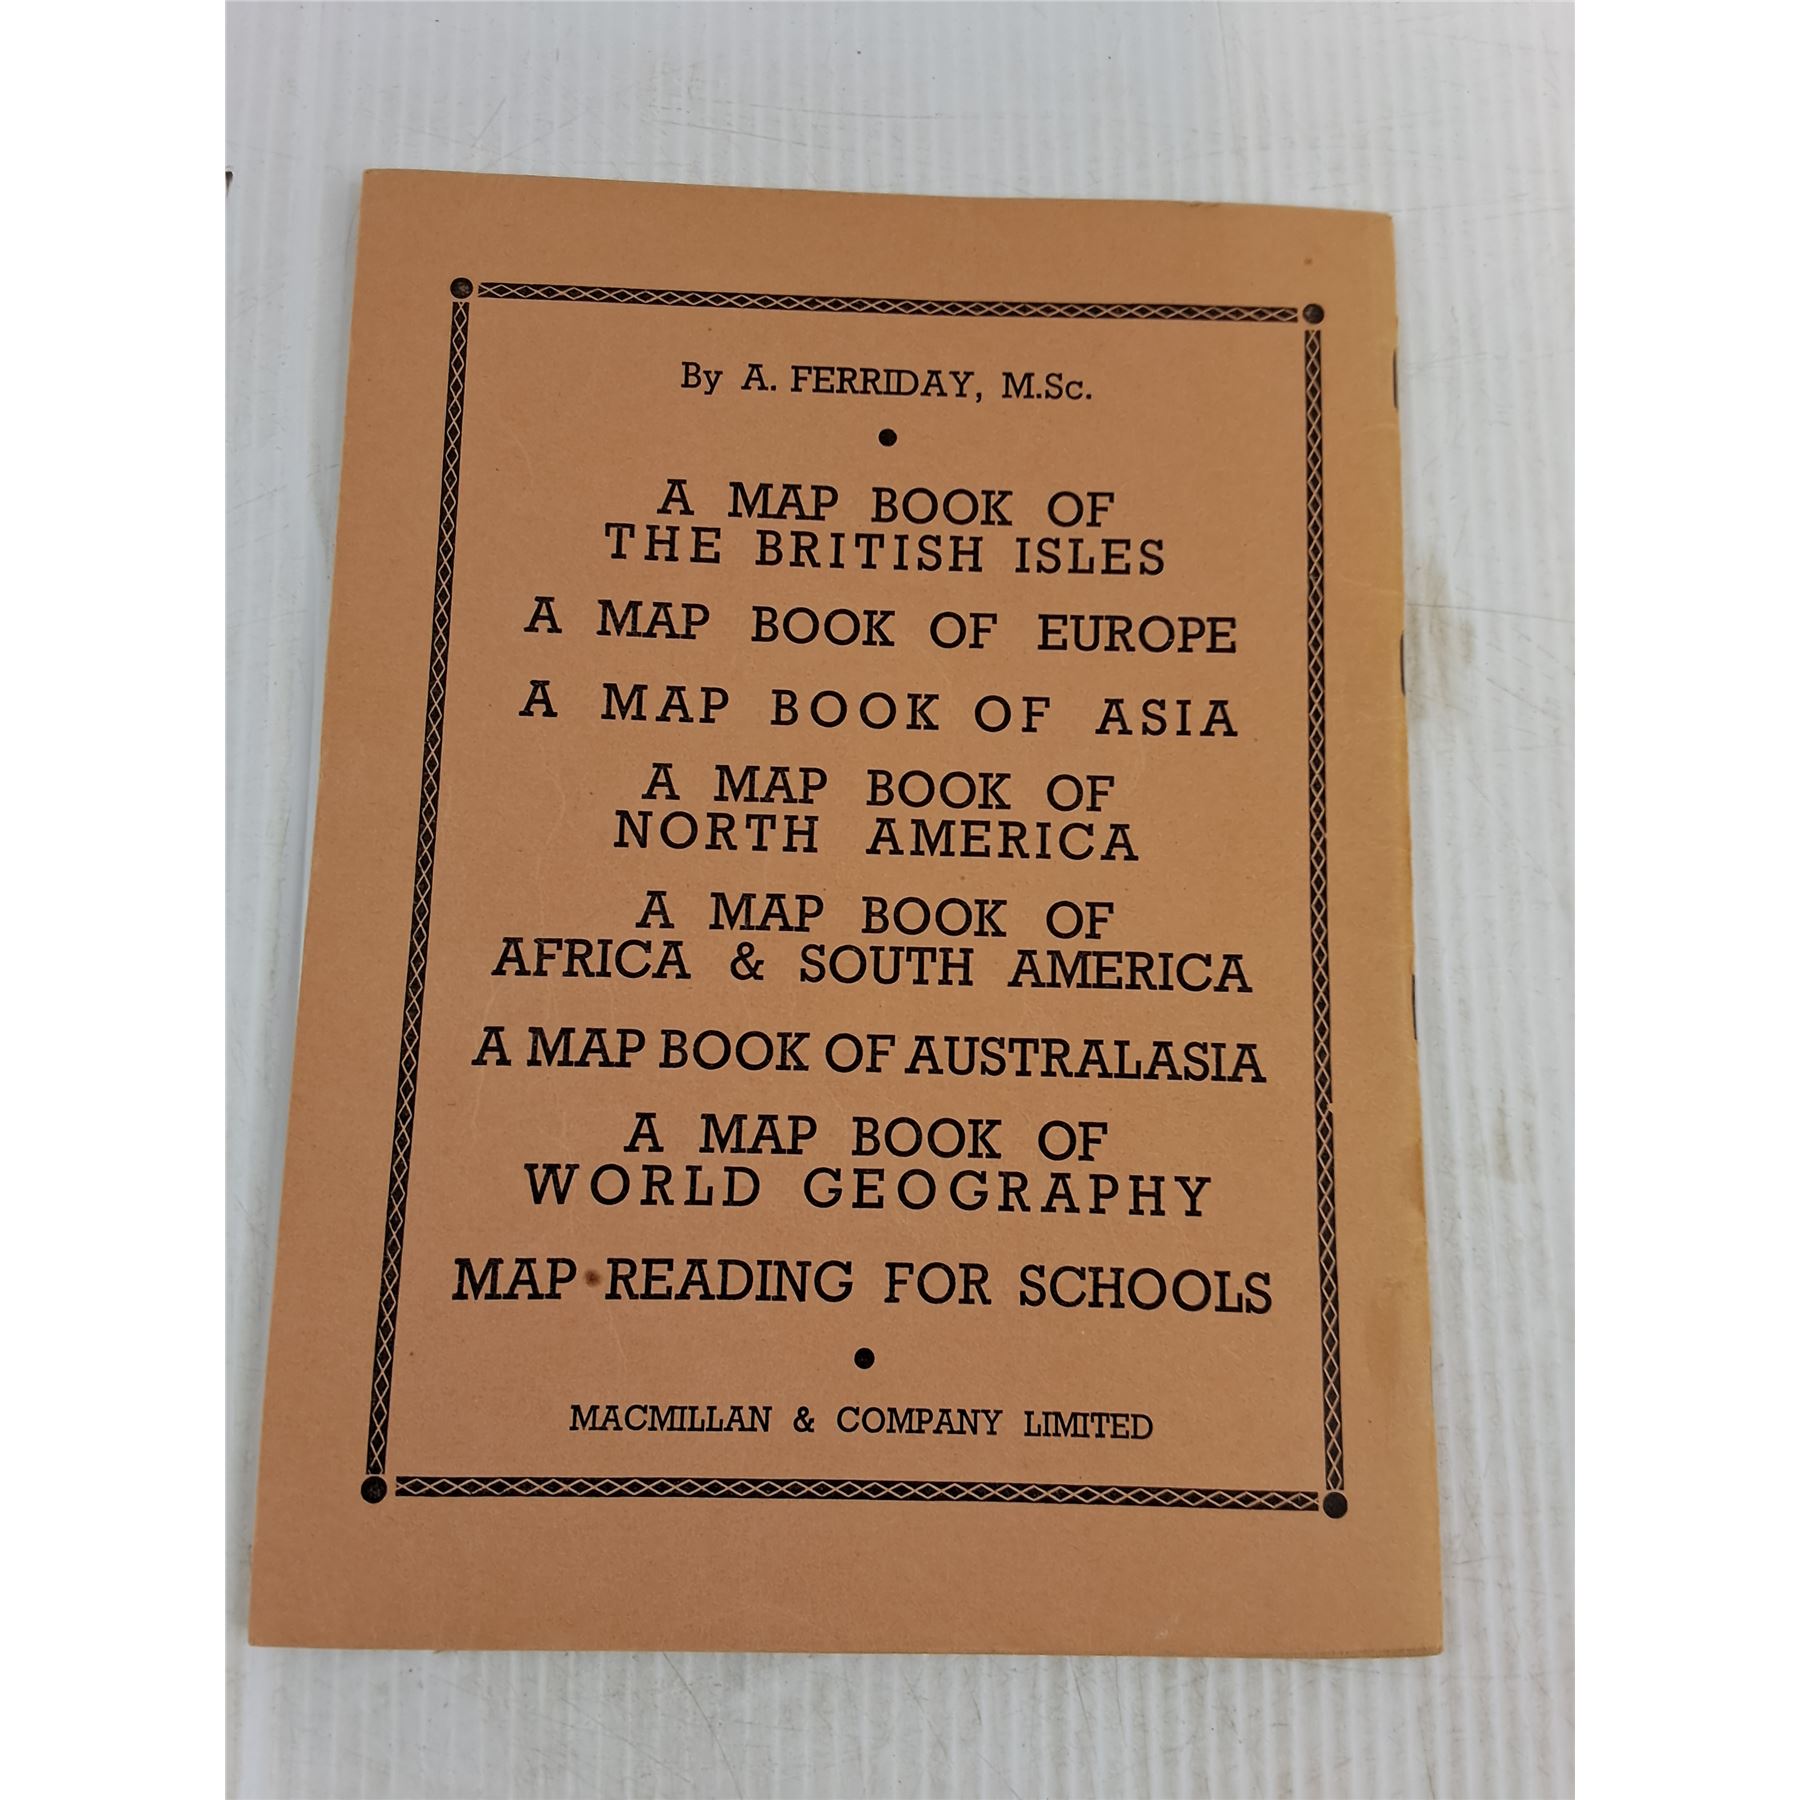 By A. FERRIDAY, M.Sc.
A MAP BOOK OF
THE BRITISH ISLES
A MAP BOOK OF EUROPE
A MAP BOOK OF ASIA
A MAP BOOK OF
NORTH AMERICA
A MAP BOOK OF
AFRICA & SOUTH AMERICA
A MAP BOOK OF AUSTRALASIA
A MAP BOOK OF
WORLD GEOGRAPHY
MAP READING FOR SCHOOLS
MACMILLAN & COMPANY LIMITED